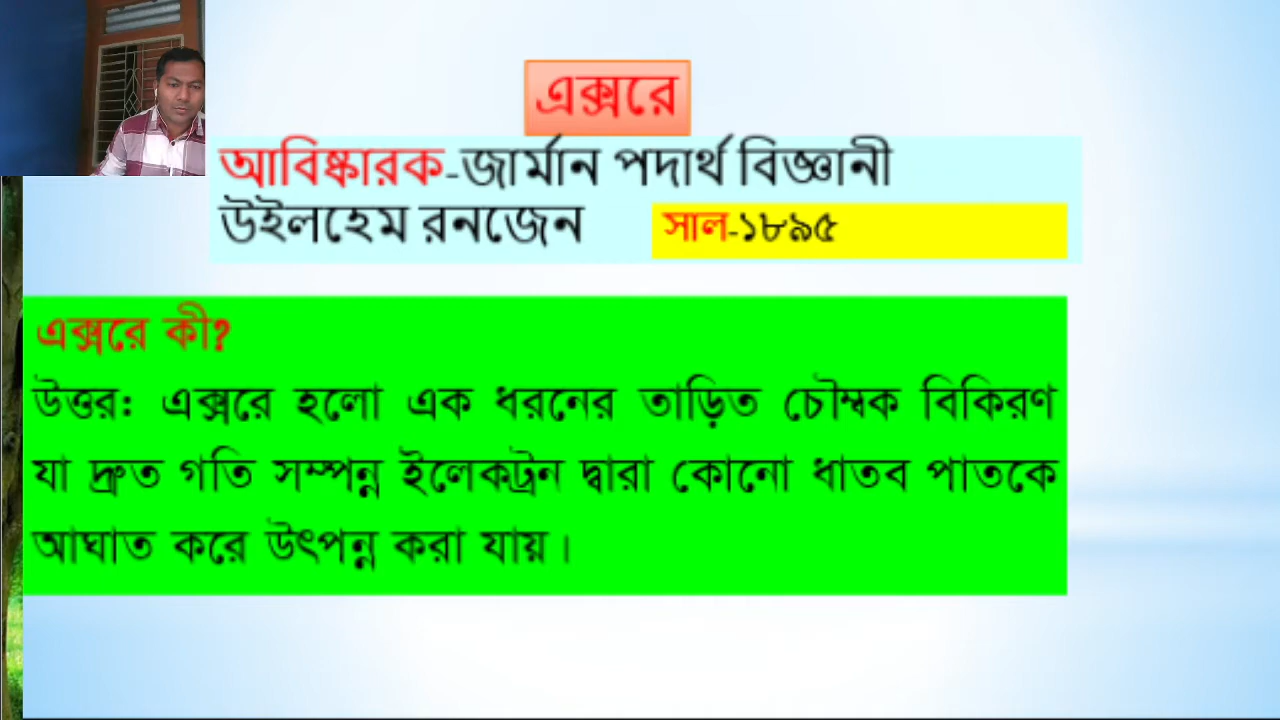 এক্সরে
আবিষ্কারক-জার্মান পদার্থ বিজ্ঞানী
উইলহেম রনজেন
সাল-১৮৯৫
এক্সরে কী?
উত্তর: এক্সরে হলো এক ধরনের তাড়িত চৌম্বক বিকিরণ
যা দ্রুত গতি সম্পন্ন ইলেকট্রন দ্বারা কোনো ধাতব পাতকে
আঘাত করে উৎপন্ন করা যায়।